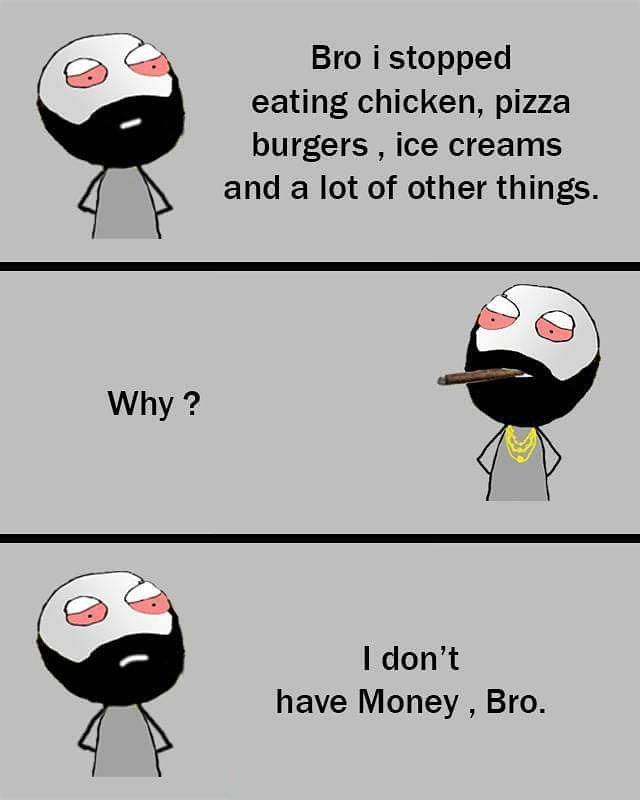 Bro i stopped
eating chicken, pizza
burgers , ice creams
and a lot of other things.
Why ?
I don’t
have Money , Bro.